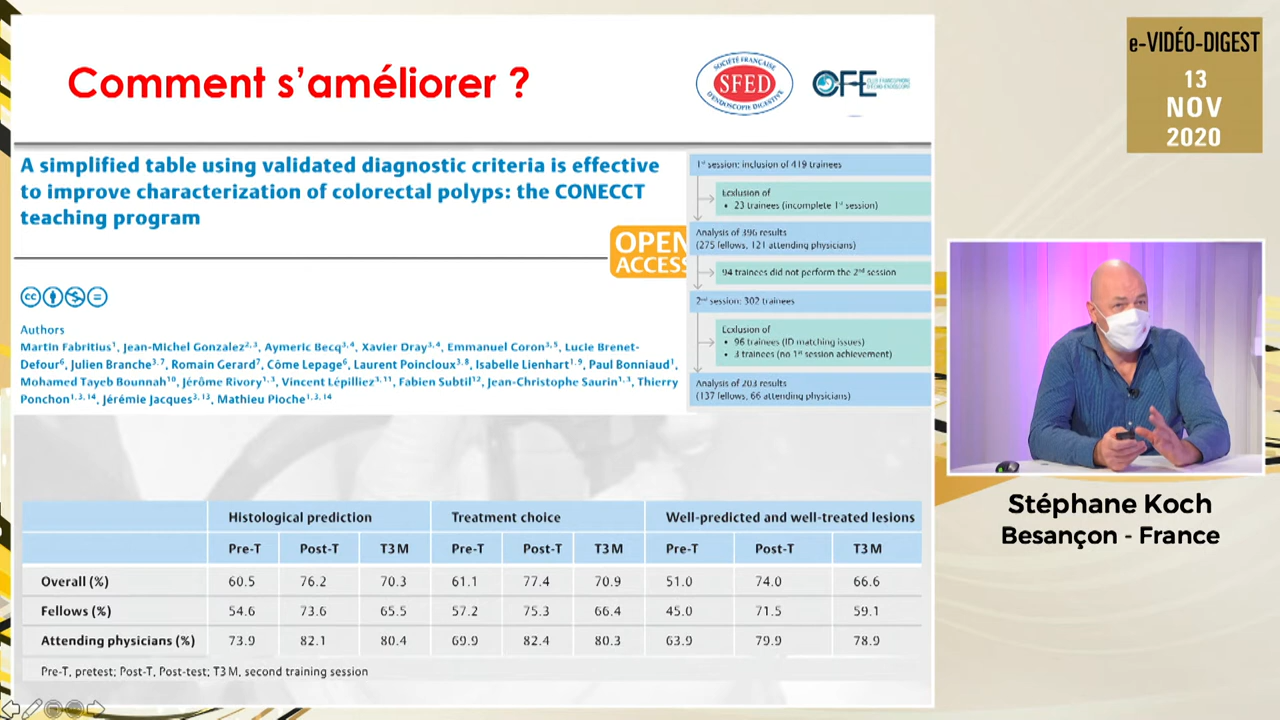 Comment s'améliorer ?
SOCIÉTÉ FRANÇAISE
SFED
D'ENDOSCOPIE DIGESTIVE
CFE
e-VIDÉO-DIGEST
13
NOV
2020
A simplified table using validated diagnostic criteria is effective
to improve characterization of colorectal polyps: the CONECCT
teaching program
OPEN
ACCESS
cc
Authors
Martin Fabritius1, Jean-Michel Gonzalez2, 3, Aymeric Becq3, 4, Xavier Dray3, 4, Emmanuel Coron3, 5, Lucie Brenet-
Defour6, Julien Branche3, 7, Romain Gerard7, Côme Lepage6, Laurent Poincloux3, 8, Isabelle Lienhart1, 9, Paul Bonniaud1,
Mohamed Tayeb Bounnah10, Jérôme Rivory1, 3, Vincent Lépilliez3, 11, Fabien Subtil12, Jean-Christophe Saurin1, 3, Thierry
Ponchon1, 3, 14, Jérémie Jacques3, 13, Mathieu Pioche1, 3, 14
1st session: inclusion of 419 trainees
Exclusion of
• 23 trainees (incomplete 1st session)
Analysis of 396 results
(275 fellows, 121 attending physicians)
94 trainees did not perform the 2nd session
2nd session: 302 trainees
Exclusion of
• 96 trainees (ID matching issues)
• 3 trainees (no 1st session achievement)
Analysis of 203 results
(137 fellows, 66 attending physicians)
Histological prediction Treatment choice Well-predicted and well-treated lesions
Pre-T Post-T T3M Pre-T Post-T T3M Pre-T Post-T T3M
Overall (%) 60.5 76.2 70.3 61.1 77.4 70.9 51.0 74.0 66.6
Fellows (%) 54.6 73.6 65.5 57.2 75.3 66.4 45.0 71.5 59.1
Attending physicians (%) 73.9 82.1 80.4 69.9 82.4 80.3 63.9 79.9 78.9
Pre-T, pretest; Post-T, Post-test; T3M, second training session
Stéphane Koch
Besançon - France